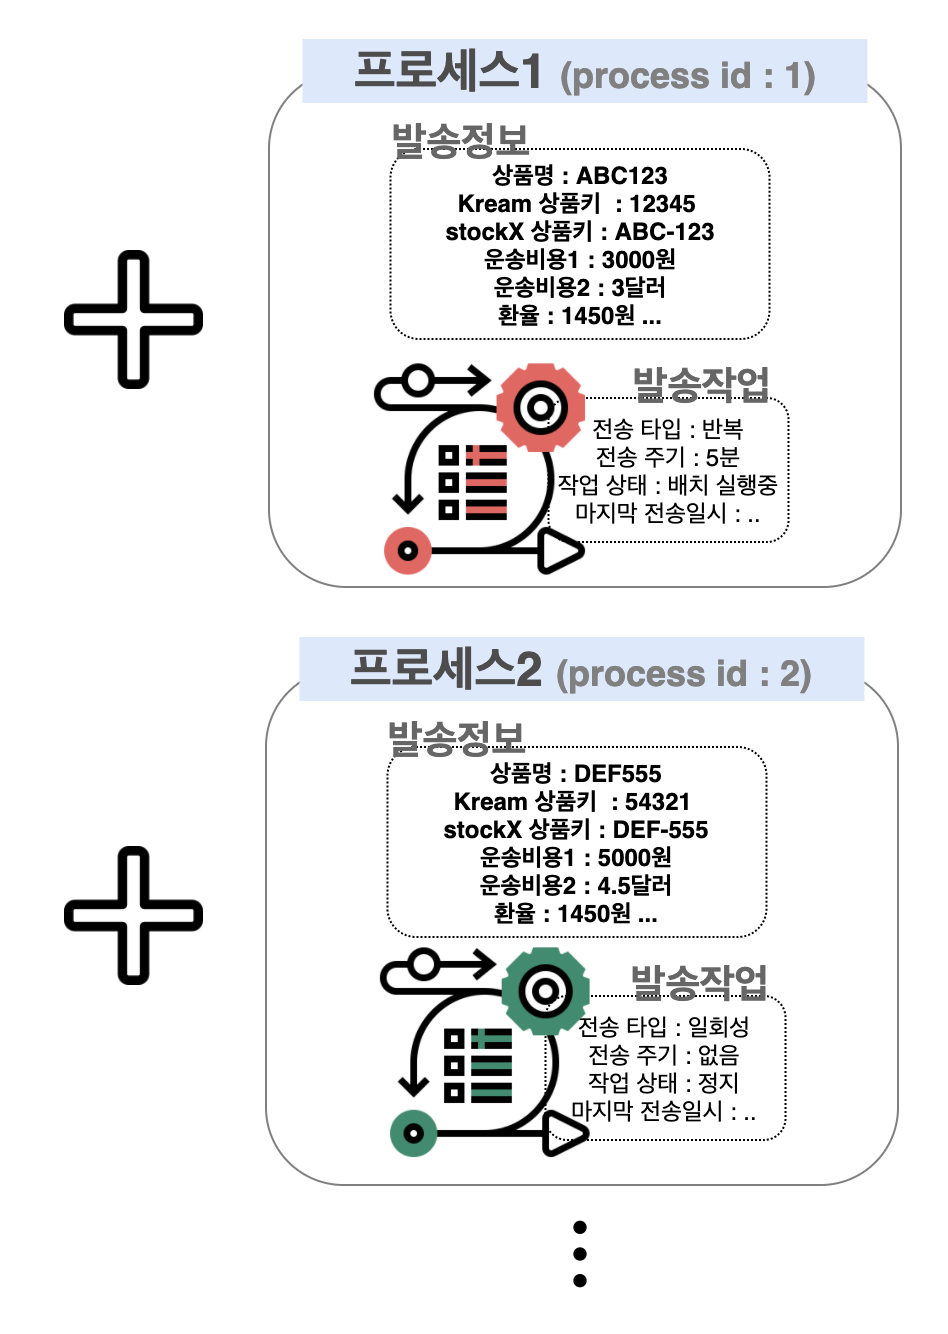 프로세스1 (process id : 1)
발송정보
상품명 : ABC123
Kream 상품키 : 12345
stockX 상품키 : ABC-123
운송비용1 : 3000원
운송비용2 : 3달러
환율 : 1450원 ...
발송작업
전송 타입 : 반복
전송 주기 : 5분
작업 상태 : 배치 실행중
마지막 전송일시 : ..
프로세스2 (process id : 2)
발송정보
상품명 : DEF555
Kream 상품키 : 54321
stockX 상품키 : DEF-555
운송비용1 : 5000원
운송비용2 : 4.5달러
환율 : 1450원 ...
발송작업
전송 타입 : 일회성
전송 주기 : 없음
작업 상태 : 정지
마지막 전송일시 : ..